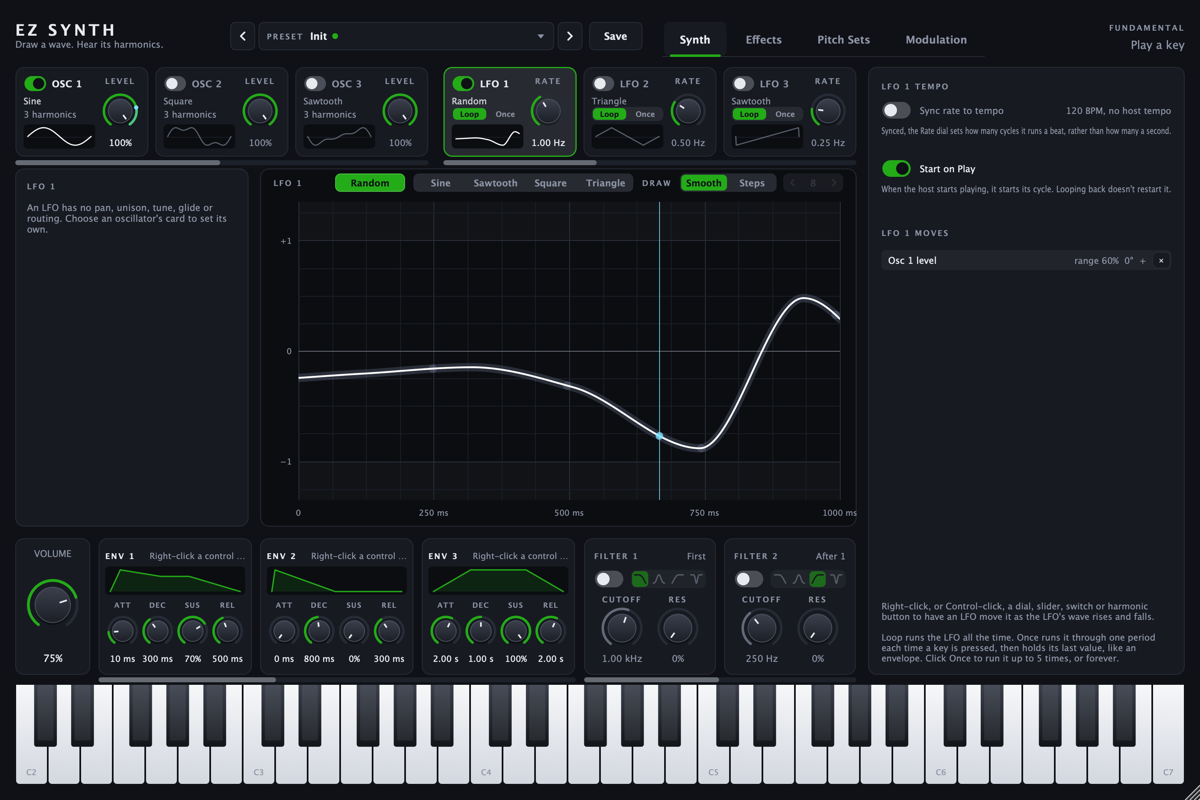 EZ SYNTH
Draw a wave. Hear its harmonics.
PRESET Init
Save
Synth
Effects
Pitch Sets
Modulation
FUNDAMENTAL
Play a key
OSC 1
LEVEL
Sine
3 harmonics
100%
OSC 2
LEVEL
Square
3 harmonics
100%
OSC 3
LEVEL
Sawtooth
3 harmonics
100%
LFO 1
RATE
Random
Loop Once
1.00 Hz
LFO 2
RATE
Triangle
Loop Once
0.50 Hz
LFO 3
RATE
Sawtooth
Loop Once
0.25 Hz
LFO 1
An LFO has no pan, unison, tune, glide or
routing. Choose an oscillator's card to set its
own.
LFO 1
Random
Sine
Sawtooth
Square
Triangle
DRAW
Smooth
Steps
8
+1
0
−1
0
250 ms
500 ms
750 ms
1000 ms
LFO 1 TEMPO
Sync rate to tempo
120 BPM, no host tempo
Synced, the Rate dial sets how many cycles it runs a beat, rather than how many a second.
Start on Play
When the host starts playing, it starts its cycle. Looping back doesn't restart it.
LFO 1 MOVES
Osc 1 level
range 60% 0° + ×
Right-click, or Control-click, a dial, slider, switch or harmonic
button to have an LFO move it as the LFO's wave rises and falls.
Loop runs the LFO all the time. Once runs it through one period
each time a key is pressed, then holds its last value, like an
envelope. Click Once to run it up to 5 times, or forever.
VOLUME
75%
ENV 1
Right-click a control ...
ATT DEC SUS REL
10 ms 300 ms 70% 500 ms
ENV 2
Right-click a control ...
ATT DEC SUS REL
0 ms 800 ms 0% 300 ms
ENV 3
Right-click a control ...
ATT DEC SUS REL
2.00 s 1.00 s 100% 2.00 s
FILTER 1
First
CUTOFF RES
1.00 kHz 0%
FILTER 2
After 1
CUTOFF RES
250 Hz 0%
C2
C3
C4
C5
C6
C7